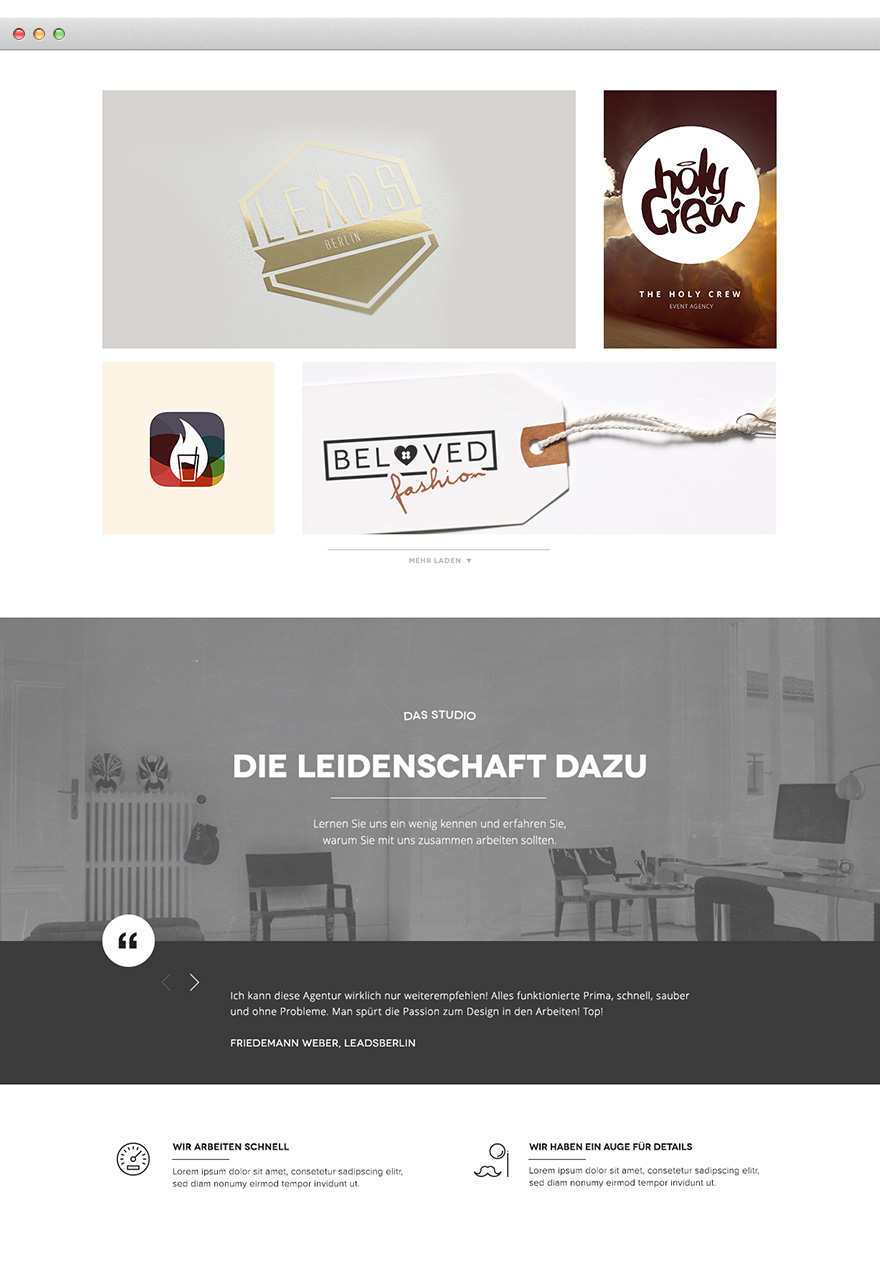 LEADS
BERLIN
holy
Crew
THE HOLY CREW
EVENT AGENCY
BELOVED
fashion
MEHR LADEN ▼
DAS STUDIO
DIE LEIDENSCHAFT DAZU
Lernen Sie uns ein wenig kennen und erfahren Sie,
warum Sie mit uns zusammen arbeiten sollten.
“
Ich kann diese Agentur wirklich nur weiterempfehlen! Alles funktionierte Prima, schnell, sauber
und ohne Probleme. Man spürt die Passion zum Design in den Arbeiten! Top!
FRIEDEMANN WEBER, LEADSBERLIN
WIR ARBEITEN SCHNELL
Lorem ipsum dolor sit amet, consetetur sadipscing elitr,
sed diam nonumy eirmod tempor invidunt ut.
WIR HABEN EIN AUGE FÜR DETAILS
Lorem ipsum dolor sit amet, consetetur sadipscing elitr,
sed diam nonumy eirmod tempor invidunt ut.